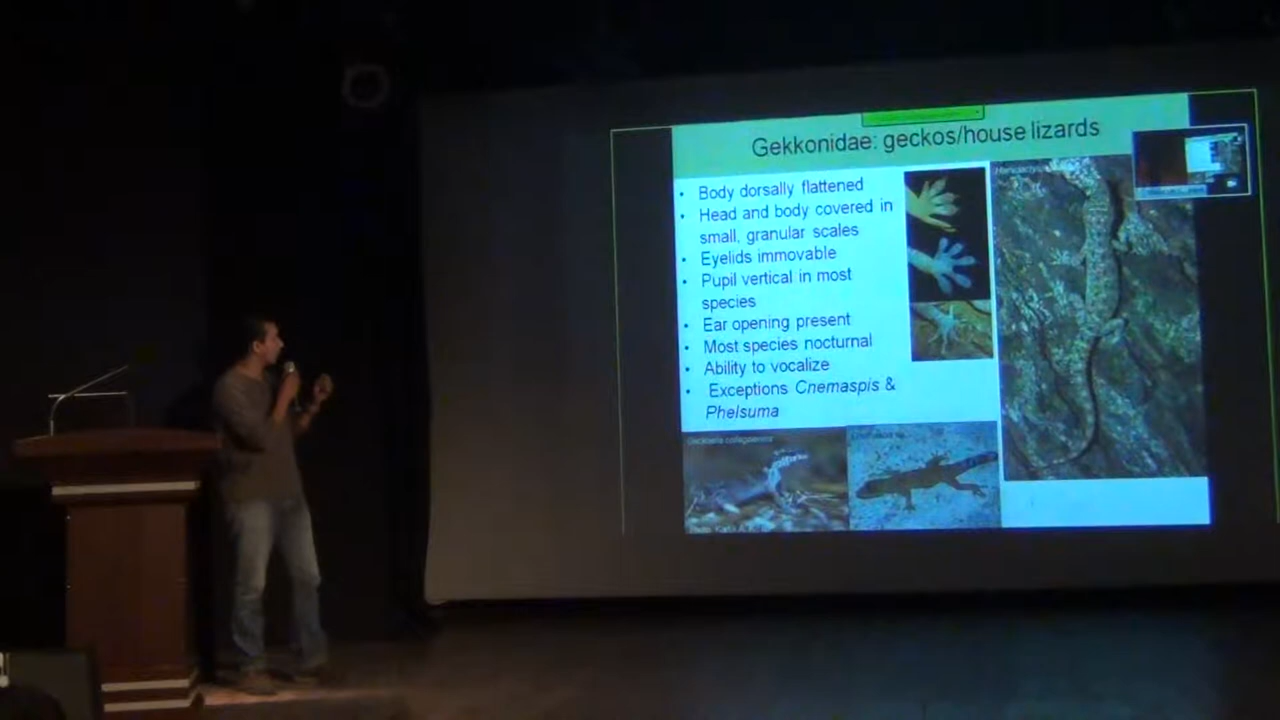 Gekkonidae: geckos/house lizards
• Body dorsally flattened
• Head and body covered in
small, granular scales
• Eyelids immovable
• Pupil vertical in most
species
• Ear opening present
• Most species nocturnal
• Ability to vocalize
• Exceptions Cnemaspis &
Phelsuma